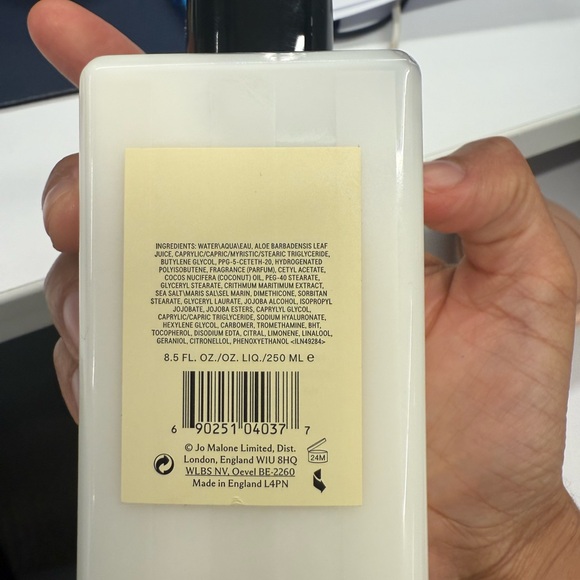 INGREDIENTS: WATER\AQUA\EAU, ALOE BARBADENSIS LEAF
JUICE, CAPRYLIC/CAPRIC/MYRISTIC/STEARIC TRIGLYCERIDE,
BUTYLENE GLYCOL, PPG-5-CETETH-20, HYDROGENATED
POLYISOBUTENE, FRAGRANCE (PARFUM), CETYL ACETATE,
COCOS NUCIFERA (COCONUT) OIL, PEG-40 STEARATE,
GLYCERYL STEARATE, CRITHMUM MARITIMUM EXTRACT,
SEA SALT\MARIS SAL\SEL MARIN, DIMETHICONE, SORBITAN
STEARATE, GLYCERYL LAURATE, JOJOBA ALCOHOL, ISOPROPYL
JOJOBATE, JOJOBA ESTERS, CAPRYLYL GLYCOL,
CAPRYLIC/CAPRIC TRIGLYCERIDE, SODIUM HYALURONATE,
HEXYLENE GLYCOL, CARBOMER, TROMETHAMINE, BHT,
TOCOPHEROL, DISODIUM EDTA, CITRAL, LIMONENE, LINALOOL,
GERANIOL, CITRONELLOL, PHENOXYETHANOL <ILN49284>
8.5 FL. OZ./OZ. LIQ./250 ML ℮
6 90251 04037 7
© Jo Malone Limited, Dist.
London, England W1U 8HQ
WLBS NV. Oevel BE-2260
Made in England L4PN
24M